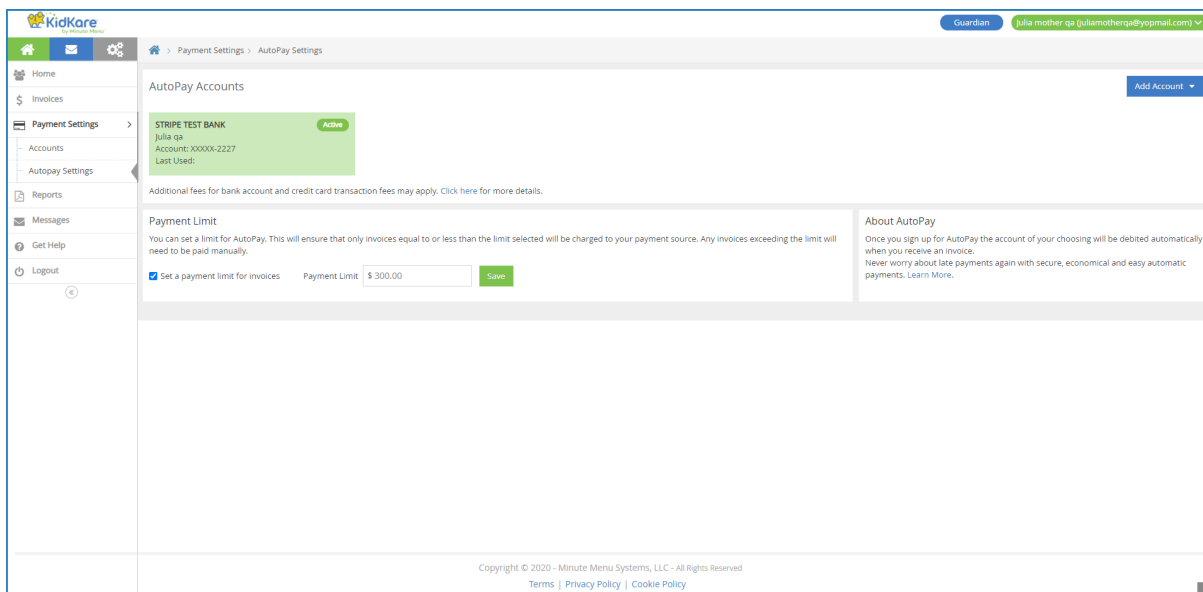 KidKare
by Minute Menu
Guardian
Julia mother qa (juliamotherqa@yopmail.com)
Payment Settings > AutoPay Settings
Home
Invoices
Payment Settings
Accounts
Autopay Settings
Reports
Messages
Get Help
Logout
AutoPay Accounts
Add Account
STRIPE TEST BANK
Active
Julia qa
Account: XXXXX-2227
Last Used:
Additional fees for bank account and credit card transaction fees may apply. Click here for more details.
Payment Limit
You can set a limit for AutoPay. This will ensure that only invoices equal to or less than the limit selected will be charged to your payment source. Any invoices exceeding the limit will
need to be paid manually.
Set a payment limit for invoices
Payment Limit
$ 300.00
Save
About AutoPay
Once you sign up for AutoPay the account of your choosing will be debited automatically
when you receive an invoice.
Never worry about late payments again with secure, economical and easy automatic
payments. Learn More.
Copyright © 2020 - Minute Menu Systems, LLC - All Rights Reserved
Terms | Privacy Policy | Cookie Policy